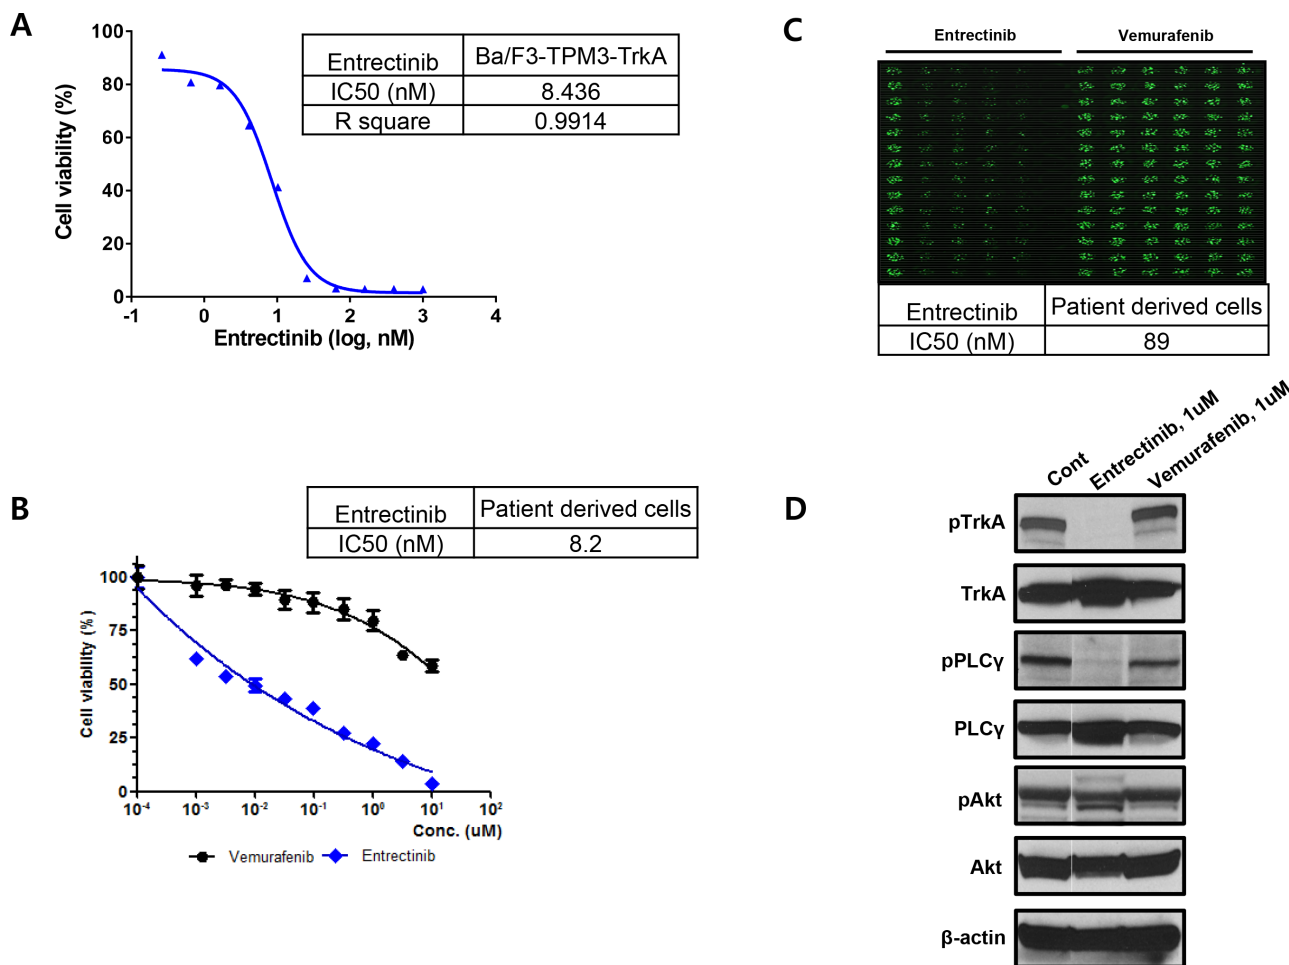 A
Cell viability (%)
100
80
60
40
20
0
-1 0 1 2 3 4
Entrectinib (log, nM)
Entrectinib Ba/F3-TPM3-TrkA
IC50 (nM) 8.436
R square 0.9914
B
Entrectinib Patient derived cells
IC50 (nM) 8.2
Cell viability (%)
100
75
50
25
0
10-4 10-3 10-2 10-1 100 101 102
Conc. (uM)
Vemurafenib Entrectinib
C
Entrectinib Vemurafenib
Entrectinib Patient derived cells
IC50 (nM) 89
D
Cont
Entrectinib, 1uM
Vemurafenib, 1uM
pTrkA
TrkA
pPLCγ
PLCγ
pAkt
Akt
β-actin